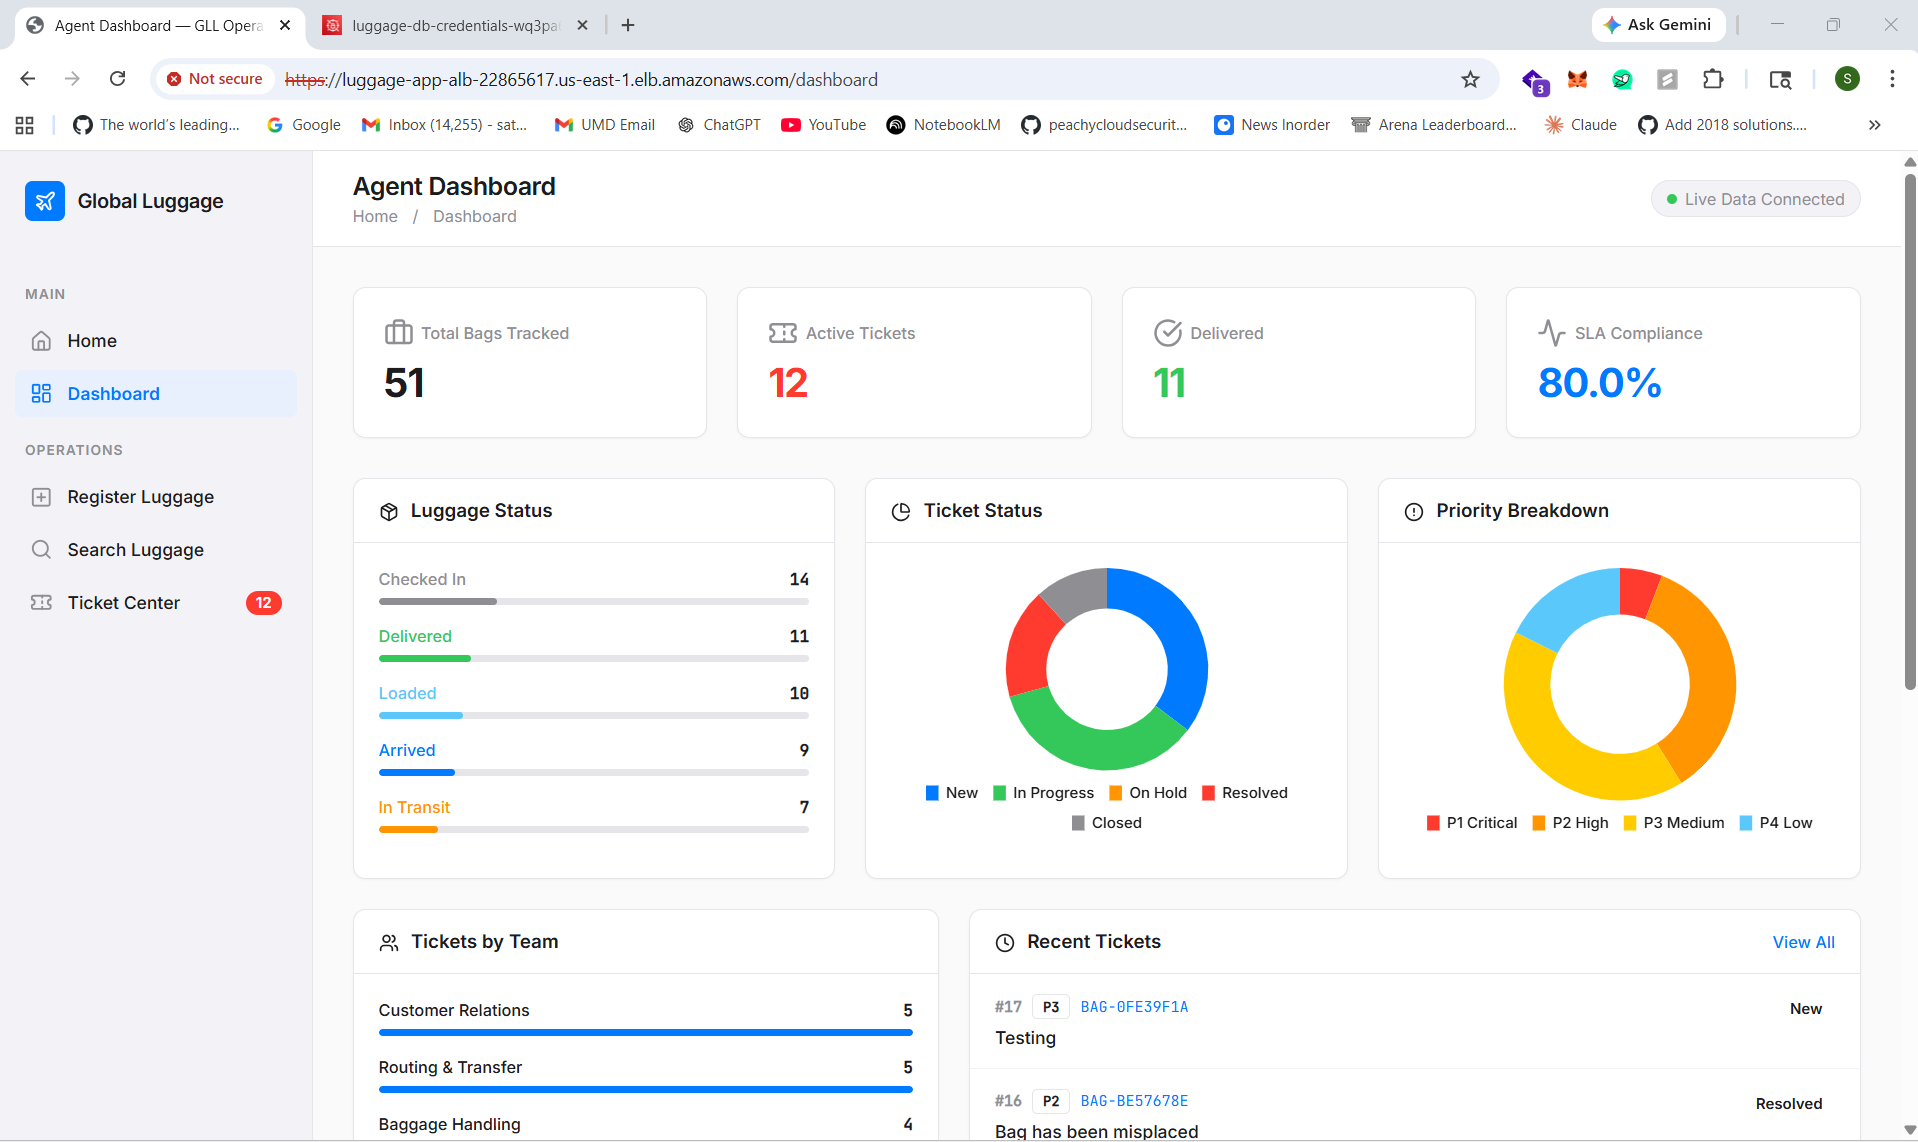 Agent Dashboard — GLL Opera
luggage-db-credentials-wq3pa
Ask Gemini
Not secure
https://luggage-app-alb-22865617.us-east-1.elb.amazonaws.com/dashboard
3
S
The world's leading...
Google
Inbox (14,255) - sat...
UMD Email
ChatGPT
YouTube
NotebookLM
peachycloudsecurit...
News Inorder
Arena Leaderboard...
Claude
Add 2018 solutions....
Global Luggage
MAIN
Home
Dashboard
OPERATIONS
Register Luggage
Search Luggage
Ticket Center 12
Agent Dashboard
Home / Dashboard
Live Data Connected
Total Bags Tracked
51
Active Tickets
12
Delivered
11
SLA Compliance
80.0%
Luggage Status
Checked In 14
Delivered 11
Loaded 10
Arrived 9
In Transit 7
Ticket Status
New In Progress On Hold Resolved
Closed
Priority Breakdown
P1 Critical P2 High P3 Medium P4 Low
Tickets by Team
Customer Relations 5
Routing & Transfer 5
Baggage Handling 4
Recent Tickets View All
#17 P3 BAG-0FE39F1A New
Testing
#16 P2 BAG-BE57678E Resolved
Bag has been misplaced